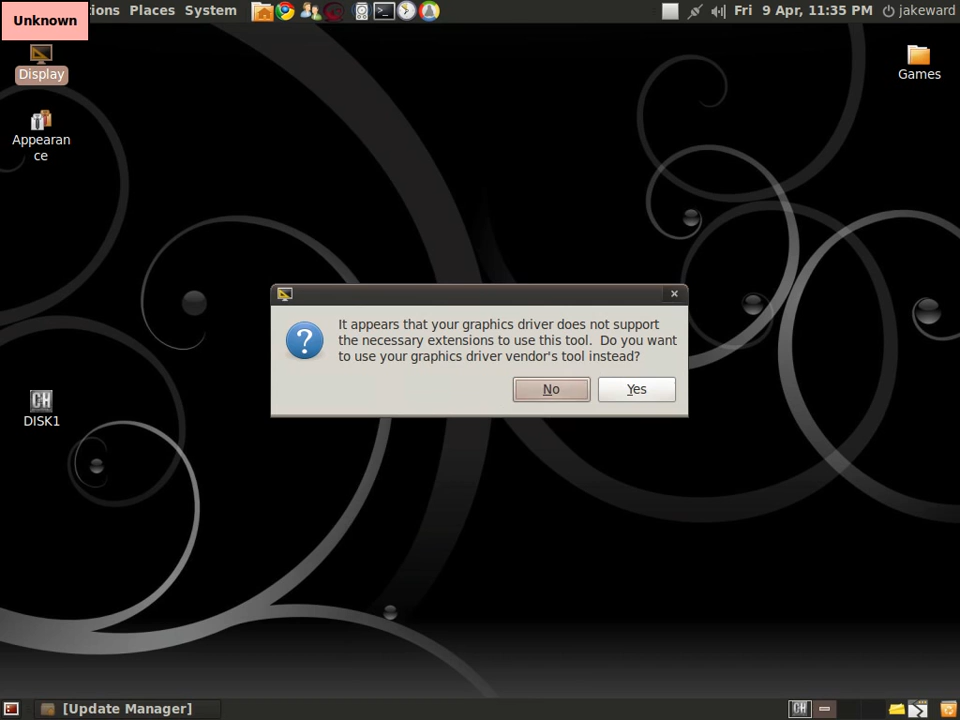 Unknown
tions Places System
Fri 9 Apr, 11:35 PM jakeward
Display
Games
Appearan
ce
It appears that your graphics driver does not support
the necessary extensions to use this tool. Do you want
to use your graphics driver vendor's tool instead?
No Yes
CH
DISK1
[Update Manager]
CH